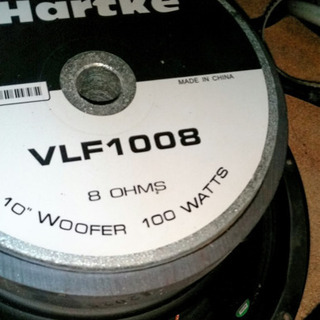 Hartke
MADE IN CHINA
VLF1008
8 OHMS
10" WOOFER 100 WATTS